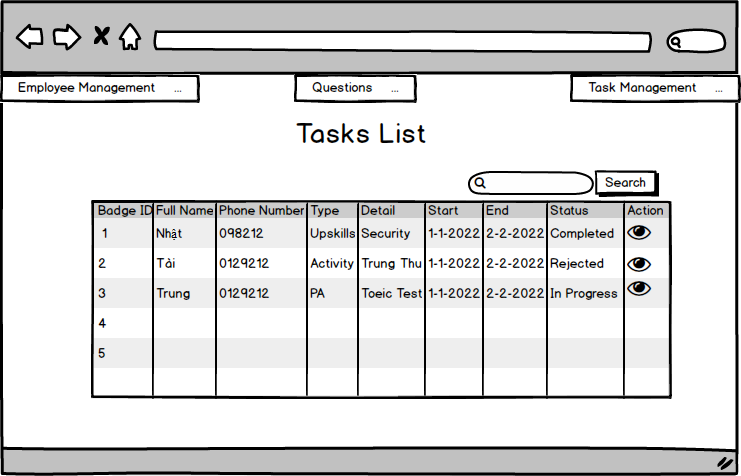 Employee Management ... Questions ... Task Management ...
Tasks List
Search
Badge ID Full Name Phone Number Type Detail Start End Status Action
1 Nhật 098212 Upskills Security 1-1-2022 2-2-2022 Completed
2 Tài 0129212 Activity Trung Thu 1-1-2022 2-2-2022 Rejected
3 Trung 0129212 PA Toeic Test 1-1-2022 2-2-2022 In Progress
4
5